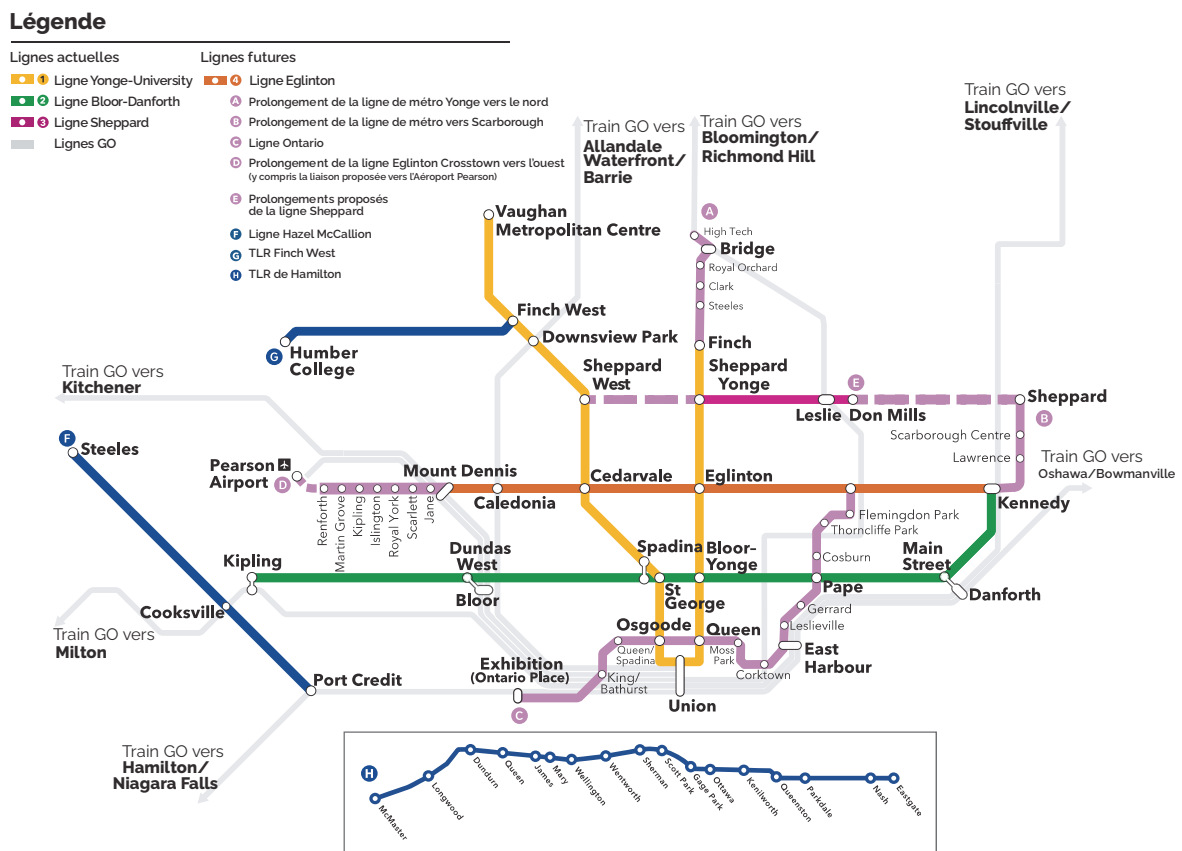 Légende
Lignes actuelles
1 Ligne Yonge-University
2 Ligne Bloor-Danforth
3 Ligne Sheppard
Lignes GO
Lignes futures
4 Ligne Eglinton
A Prolongement de la ligne de métro Yonge vers le nord
B Prolongement de la ligne de métro vers Scarborough
C Ligne Ontario
D Prolongement de la ligne Eglinton Crosstown vers l'ouest
(y compris la liaison proposée vers l'Aéroport Pearson)
E Prolongements proposés
de la ligne Sheppard
F Ligne Hazel McCallion
G TLR Finch West
H TLR de Hamilton
Train GO vers
Allandale
Waterfront/
Barrie
Train GO vers
Bloomington/
Richmond Hill
Train GO vers
Lincolnville/
Stouffville
Vaughan
Metropolitan Centre
A
High Tech
Bridge
Royal Orchard
Clark
Steeles
Finch West
Downsview Park
Finch
G
Humber
College
Sheppard
West
Sheppard
Yonge
E
Leslie
Don Mills
Sheppard
B
Scarborough Centre
Lawrence
Train GO vers
Kitchener
F
Steeles
Pearson
Airport
D
Renforth
Martin Grove
Kipling
Islington
Royal York
Scarlett
Jane
Mount Dennis
Caledonia
Cedarvale
Eglinton
Kennedy
Train GO vers
Oshawa/Bowmanville
Flemingdon Park
Thorncliffe Park
Cosburn
Kipling
Dundas
West
Bloor
Spadina
St
George
Bloor-
Yonge
Pape
Main
Street
Danforth
Gerrard
Leslieville
East
Harbour
Cooksville
Train GO vers
Milton
Port Credit
Osgoode
Queen/
Spadina
Queen
Moss
Park
Corktown
Exhibition
(Ontario Place)
King/
Bathurst
C
Union
Train GO vers
Hamilton/
Niagara Falls
H
McMaster
Longwood
Dundurn
Queen
James
Mary
Wellington
Wentworth
Sherman
Scott Park
Gage Park
Ottawa
Kenilworth
Queenston
Parkdale
Nash
Eastgate